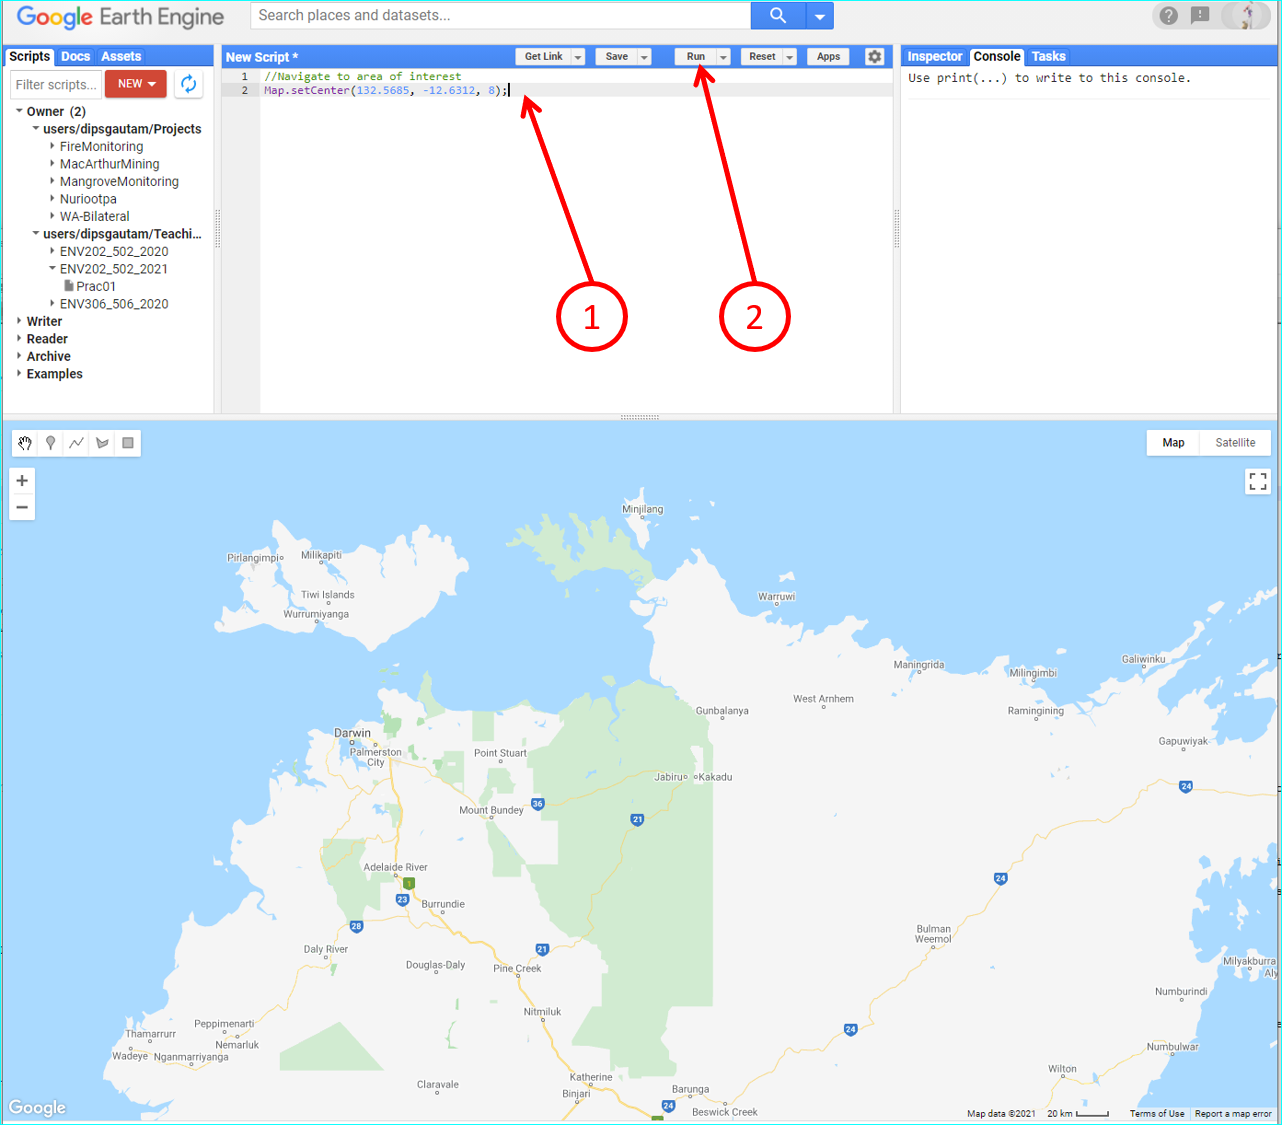 Google Earth Engine
Search places and datasets...
Scripts Docs Assets
New Script *
Get Link
Save
Run
Reset
Apps
Inspector Console Tasks
Filter scripts...
NEW
1 //Navigate to area of interest
2 Map.setCenter(132.5685, -12.6312, 8);
Use print(...) to write to this console.
Owner (2)
users/dipsgautam/Projects
FireMonitoring
MacArthurMining
MangroveMonitoring
Nuriootpa
WA-Bilateral
users/dipsgautam/Teachi...
ENV202_502_2020
ENV202_502_2021
Prac01
ENV306_506_2020
Writer
Reader
Archive
Examples
1
2
Map Satellite
Minjilang
Pirlangimpi
Milikapiti
Tiwi Islands
Wurrumiyanga
Warruwi
Maningrida
Milingimbi
Galiwinku
West Arnhem
Gunbalanya
Ramingining
Gapuwiyak
Darwin
Palmerston
City
Point Suart
Jabiru
Kakadu
24
Mount Bundey
36
21
Adelaide River
1
23
Burrundie
24
28
Daly River
21
Bulman
Weemol
Douglas-Daly
Pine Creek
Milyakburra
Aly
Numburindi
Nitmiluk
Peppimenarti
24
Thamarrurr
Nemarluk
Wadeye
Nganmarriyanga
Numbulwar
Katherine
Wilton
Claravale
Binjari
Barunga
24
Beswick Creek
Google
Map data ©2021 20 km Terms of Use Report a map error